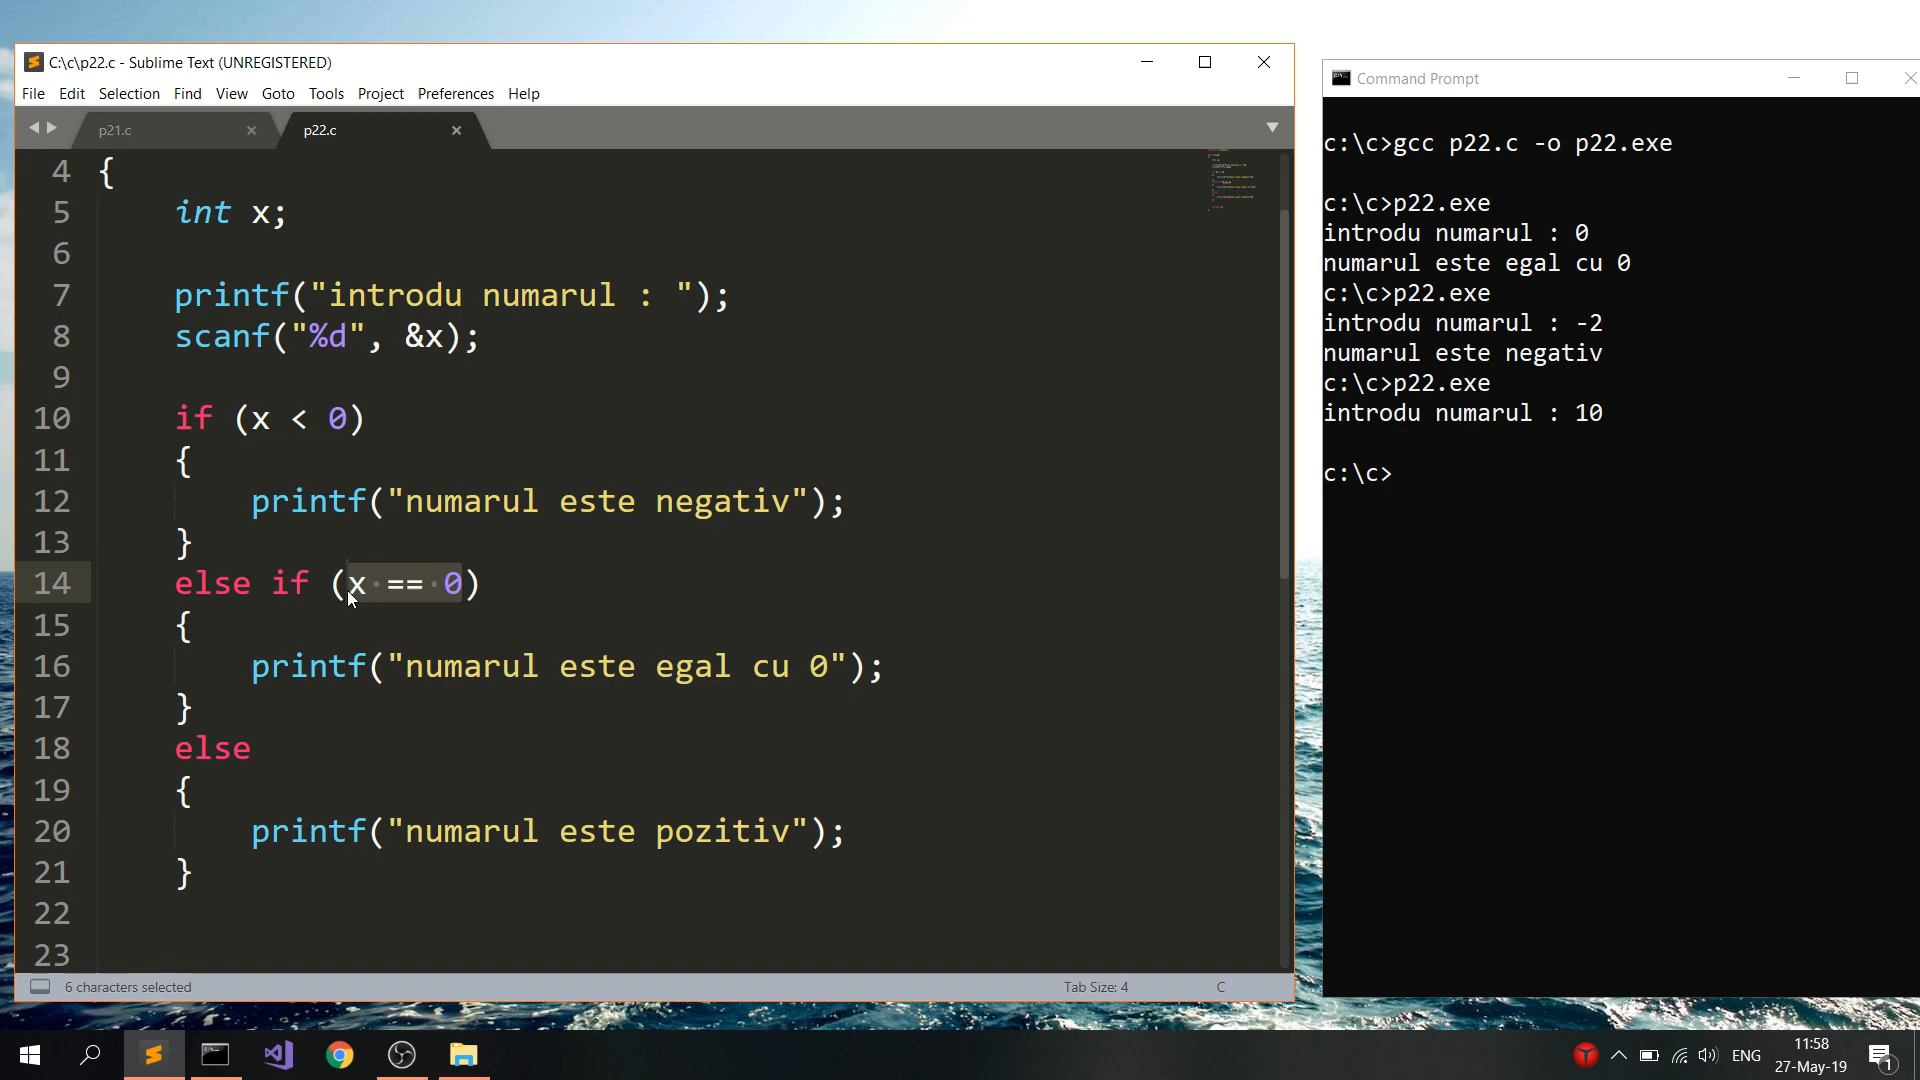 C:\c\p22.c - Sublime Text (UNREGISTERED)
File Edit Selection Find View Goto Tools Project Preferences Help
p21.c
p22.c
4 {
5 int x;
6
7 printf("introdu numarul : ");
8 scanf("%d", &x);
9
10 if (x < 0)
11 {
12 printf("numarul este negativ");
13 }
14 else if (x == 0)
15 {
16 printf("numarul este egal cu 0");
17 }
18 else
19 {
20 printf("numarul este pozitiv");
21 }
22
23
6 characters selected
Tab Size: 4
C
Command Prompt
c:\c>gcc p22.c -o p22.exe
c:\c>p22.exe
introdu numarul : 0
numarul este egal cu 0
c:\c>p22.exe
introdu numarul : -2
numarul este negativ
c:\c>p22.exe
introdu numarul : 10
c:\c>
ENG
11:58
27-May-19
1